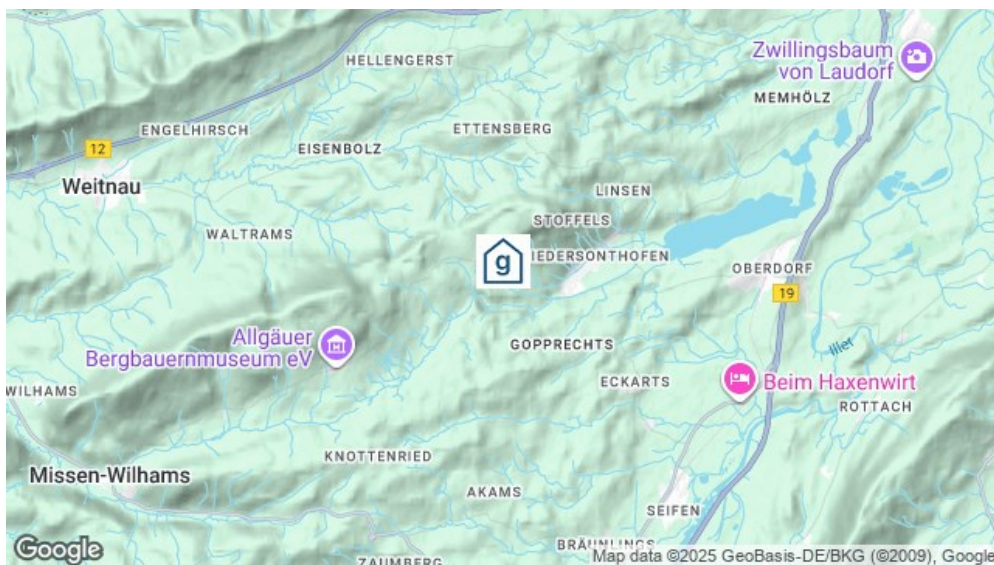 Zwillingsbaum
von Laudorf
HELLENGERST
MEMHÖLZ
ENGELHIRSCH
ETTENSBERG
12
EISENBOLZ
Weitnau
LINSEN
STOFFELS
WALTRAMS
g
IEDERSONTHOFEN
OBERDORF
19
Allgäuer
Bergbauernmuseum eV
GOPPRECHTS
Iller
ECKARTS
Beim Haxenwirt
WILHAMS
ROTTACH
KNOTTENRIED
Missen-Wilhams
AKAMS
SEIFEN
BRÄUNLINGS
Google
ZAUMBERG
Map data ©2025 GeoBasis-DE/BKG (©2009), Google